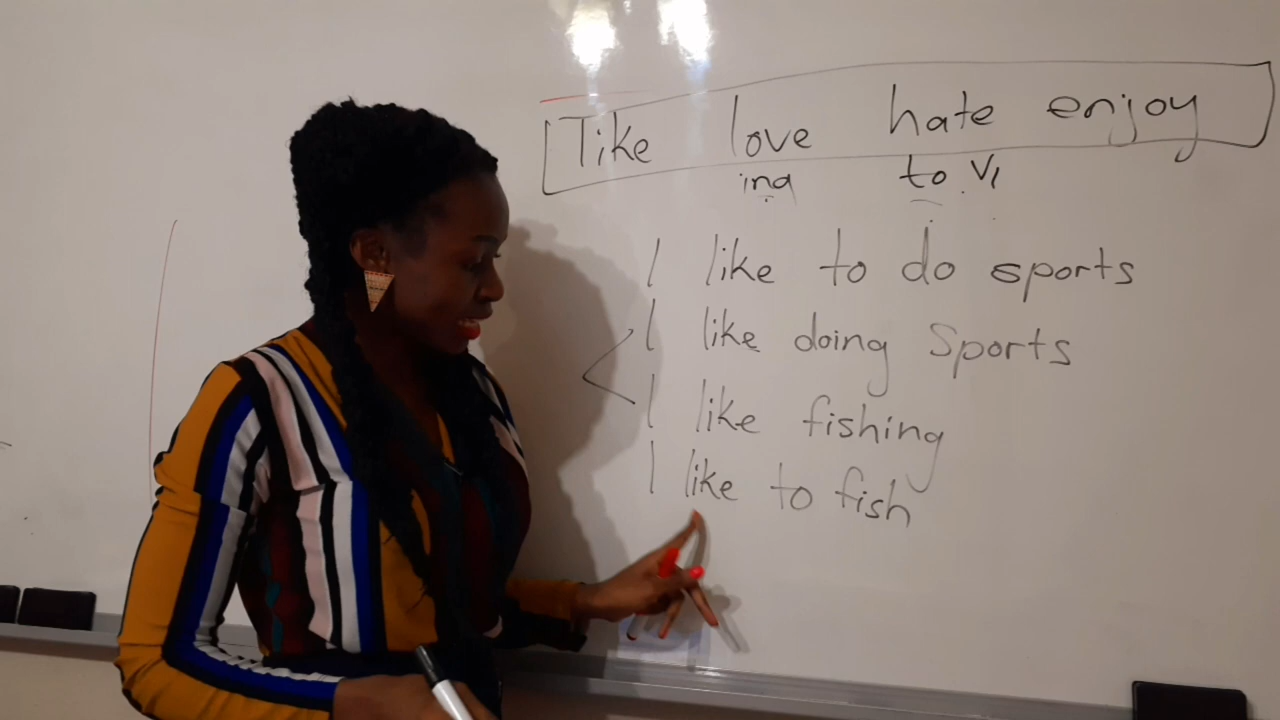 like love hate enjoy
ing to V1
I like to do sports
I like doing Sports
I like fishing
I like to fish